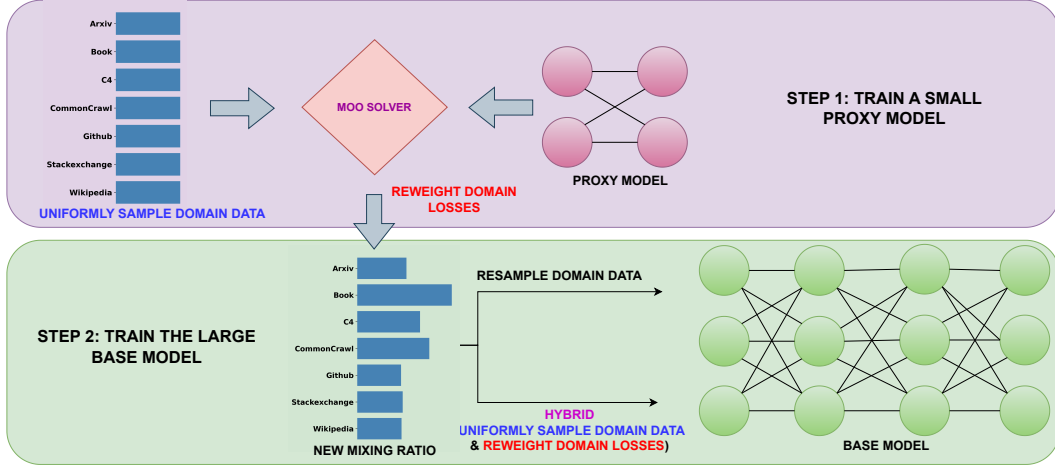 Arxiv
Book
C4
CommonCrawl
Github
Stackexchange
Wikipedia
UNIFORMLY SAMPLE DOMAIN DATA
MOO SOLVER
PROXY MODEL
STEP 1: TRAIN A SMALL
PROXY MODEL
REWEIGHT DOMAIN
LOSSES
STEP 2: TRAIN THE LARGE
BASE MODEL
Arxiv
Book
C4
CommonCrawl
Github
Stackexchange
Wikipedia
NEW MIXING RATIO
RESAMPLE DOMAIN DATA
HYBRID
UNIFORMLY SAMPLE DOMAIN DATA
& REWEIGHT DOMAIN LOSSES)
BASE MODEL